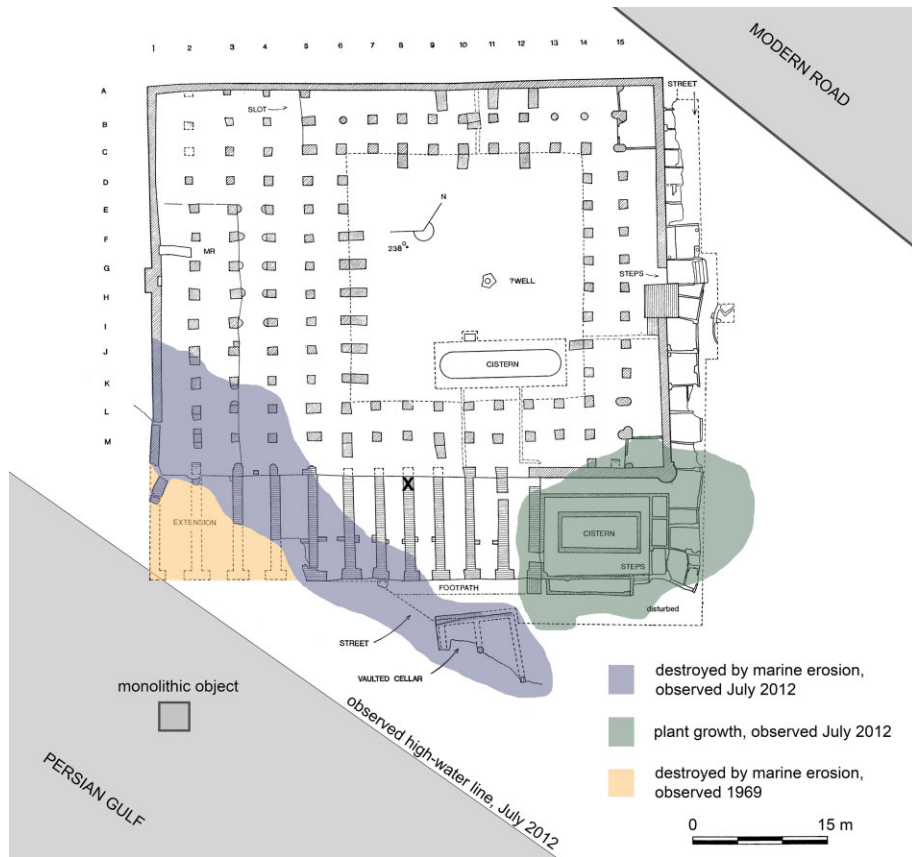 1 2 3 4 5 6 7 8 9 10 11 12 13 14 15
MODERN ROAD
STREET
A
SLOT
B
C
D
E
N
F
MR
238°
G
?WELL
STEPS
H
I
J
CISTERN
K
L
M
X
EXTENSION
CISTERN
STEPS
FOOTPATH
disturbed
STREET
VAULTED CELLAR
monolithic object
observed high-water line, July 2012
PERSIAN GULF
destroyed by marine erosion,
observed July 2012
plant growth, observed July 2012
destroyed by marine erosion,
observed 1969
0 15 m